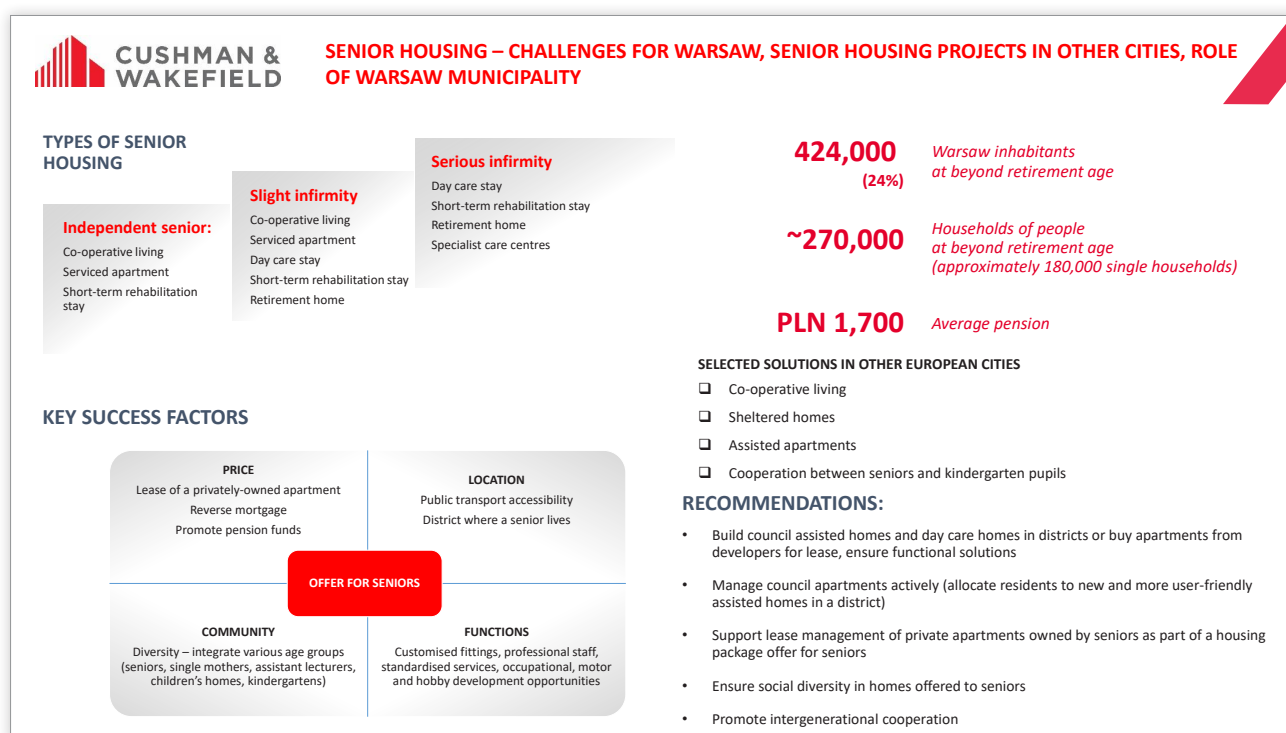 CUSHMAN &
WAKEFIELD
SENIOR HOUSING – CHALLENGES FOR WARSAW, SENIOR HOUSING PROJECTS IN OTHER CITIES, ROLE
OF WARSAW MUNICIPALITY
TYPES OF SENIOR
HOUSING
Independent senior:
Co-operative living
Serviced apartment
Short-term rehabilitation
stay
Slight infirmity
Co-operative living
Serviced apartment
Day care stay
Short-term rehabilitation stay
Retirement home
Serious infirmity
Day care stay
Short-term rehabilitation stay
Retirement home
Specialist care centres
KEY SUCCESS FACTORS
PRICE
Lease of a privately-owned apartment
Reverse mortgage
Promote pension funds
LOCATION
Public transport accessibility
District where a senior lives
OFFER FOR SENIORS
COMMUNITY
Diversity – integrate various age groups
(seniors, single mothers, assistant lecturers,
children's homes, kindergartens)
FUNCTIONS
Customised fittings, professional staff,
standardised services, occupational, motor
and hobby development opportunities
424,000
(24%)
Warsaw inhabitants
at beyond retirement age
~270,000
Households of people
at beyond retirement age
(approximately 180,000 single households)
PLN 1,700
Average pension
SELECTED SOLUTIONS IN OTHER EUROPEAN CITIES
❑ Co-operative living
❑ Sheltered homes
❑ Assisted apartments
❑ Cooperation between seniors and kindergarten pupils
RECOMMENDATIONS:
• Build council assisted homes and day care homes in districts or buy apartments from
developers for lease, ensure functional solutions
• Manage council apartments actively (allocate residents to new and more user-friendly
assisted homes in a district)
• Support lease management of private apartments owned by seniors as part of a housing
package offer for seniors
• Ensure social diversity in homes offered to seniors
• Promote intergenerational cooperation